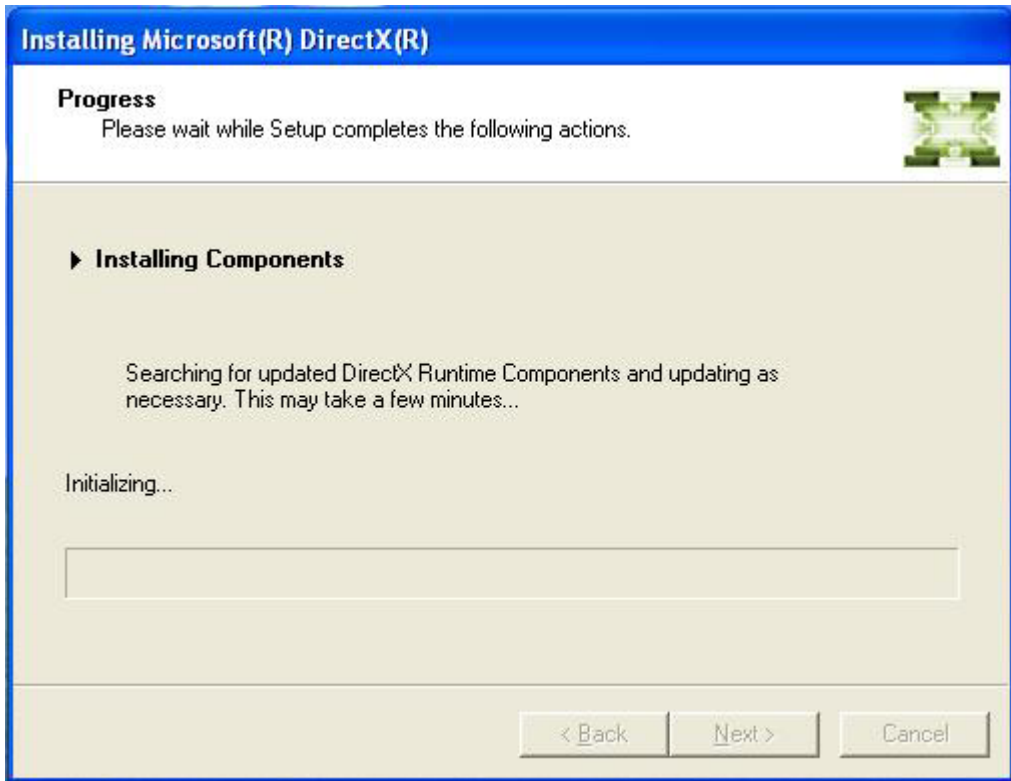 Installing Microsoft(R) DirectX(R)
Progress
Please wait while Setup completes the following actions.
Installing Components
Searching for updated DirectX Runtime Components and updating as
necessary. This may take a few minutes...
Initializing...
< Back
Next >
Cancel